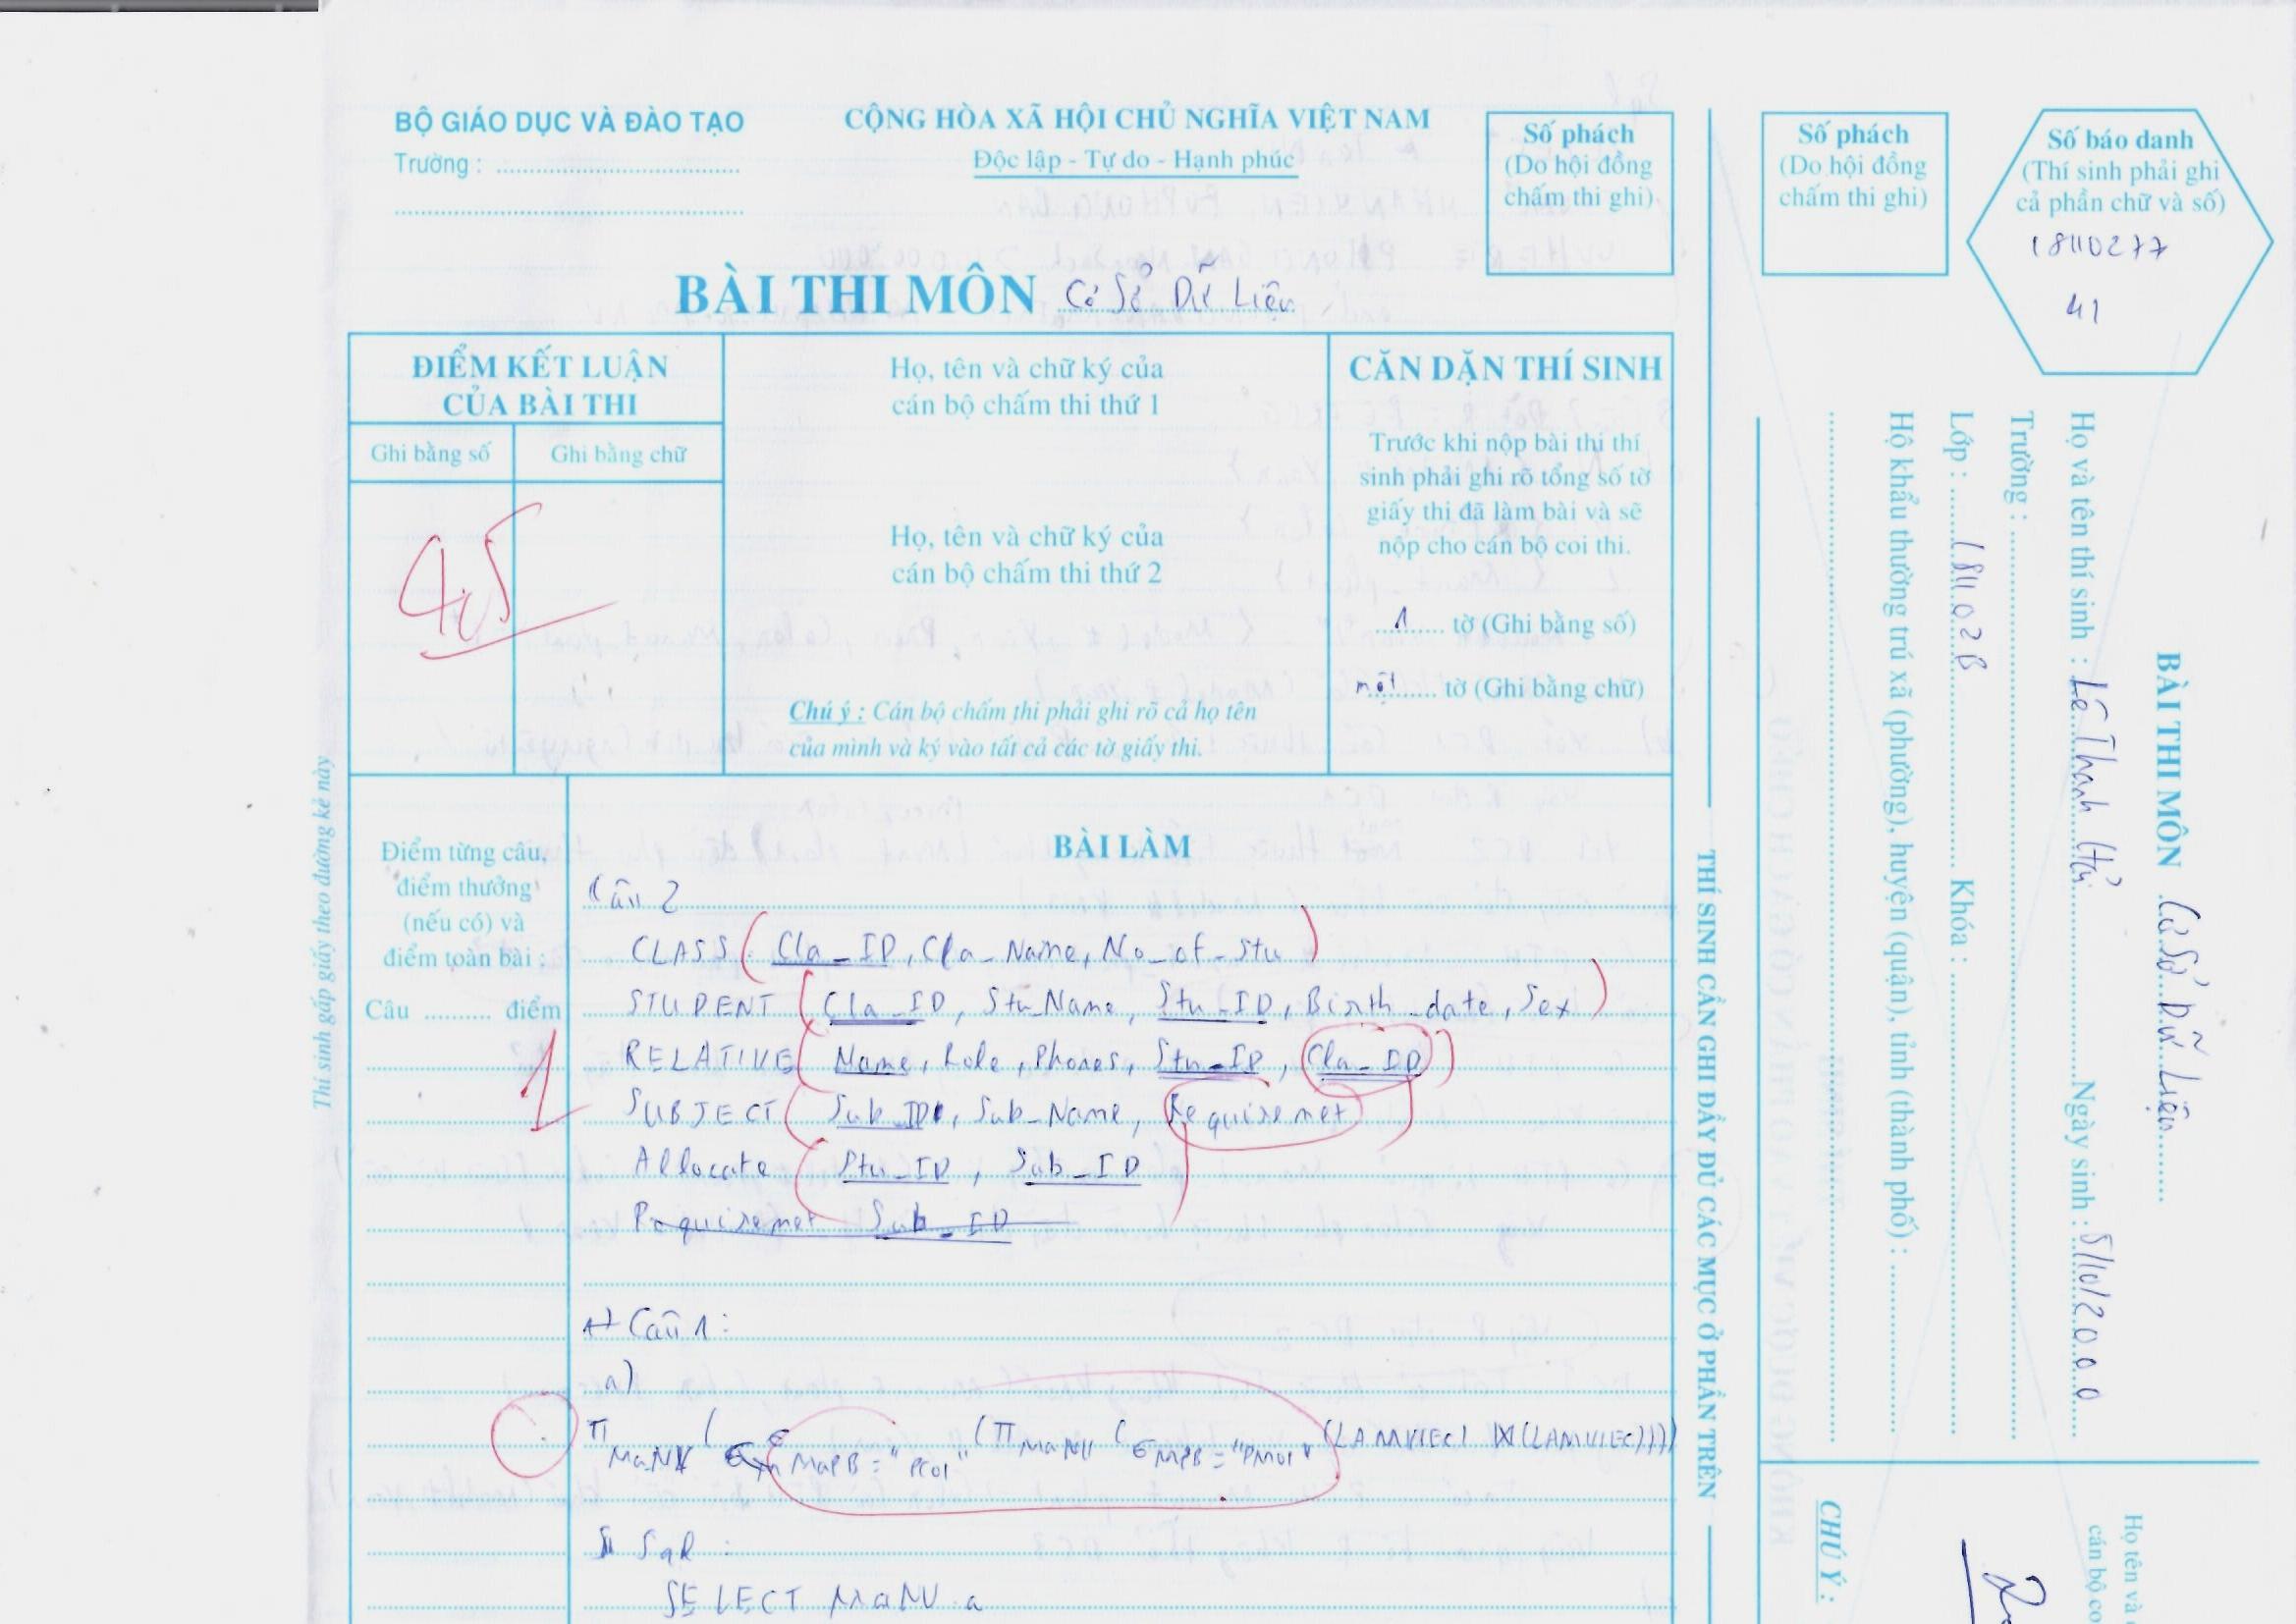 BỘ GIÁO DỤC VÀ ĐÀO TẠO
Trường : ....................................
CỘNG HÒA XÃ HỘI CHỦ NGHĨA VIỆT NAM
Độc lập - Tự do - Hạnh phúc
Số phách
(Do hội đồng
chấm thi ghi)
Số phách
(Do hội đồng
chấm thi ghi)
Số báo danh
(Thí sinh phải ghi
cả phần chữ và số)
18110277
41
BÀI THI MÔN Cơ Sở Dữ Liệu
ĐIỂM KẾT LUẬN
CỦA BÀI THI
Ghi bằng số
Ghi bằng chữ
4,5
Họ, tên và chữ ký của
cán bộ chấm thi thứ 1
Họ, tên và chữ ký của
cán bộ chấm thi thứ 2
Chú ý : Cán bộ chấm thi phải ghi rõ cả họ tên
của mình và ký vào tất cả các tờ giấy thi.
CĂN DẶN THÍ SINH
Trước khi nộp bài thi thí
sinh phải ghi rõ tổng số tờ
giấy thi đã làm bài và sẽ
nộp cho cán bộ coi thi.
1 tờ (Ghi bằng số)
một tờ (Ghi bằng chữ)
Thí sinh gấp giấy theo đường kẻ này
Điểm từng câu,
điểm thưởng
(nếu có) và
điểm toàn bài :
Câu .......... điểm
1
BÀI LÀM
Câu 2
CLASS ( Cla_ID, Cla_Name, No_of_Stu )
STUDENT ( Cla_ID, Stu_Name, Stu_ID, Birth_date, Sex )
RELATIVE ( Name, Role, Phones, Stu_ID, Cla_ID )
SUBJECT ( Sub_ID, Sub_Name, Requiremet )
Allocate ( Stu_ID, Sub_ID )
Requiremet Sub_ID
Câu 1:
a)
π MaNV ( σ MaPB = "PC01" ( π MaNV ( σ MPB = "PM01" (LAMVIEC ⋈ (LAMVIEC))))
Sql :
SELECT MaNV a
THÍ SINH CẦN GHI ĐẦY ĐỦ CÁC MỤC Ở PHẦN TRÊN
BÀI THI MÔN Cơ Sở Dữ Liệu
Họ và tên thí sinh : Lê Thanh Hải Ngày sinh : 5/10/2000
Trường :
Lớp : 181102B Khóa :
Hộ khẩu thường trú xã (phường), huyện (quận), tỉnh (thành phố) :
CHÚ Ý :
Họ tên và
cán bộ co